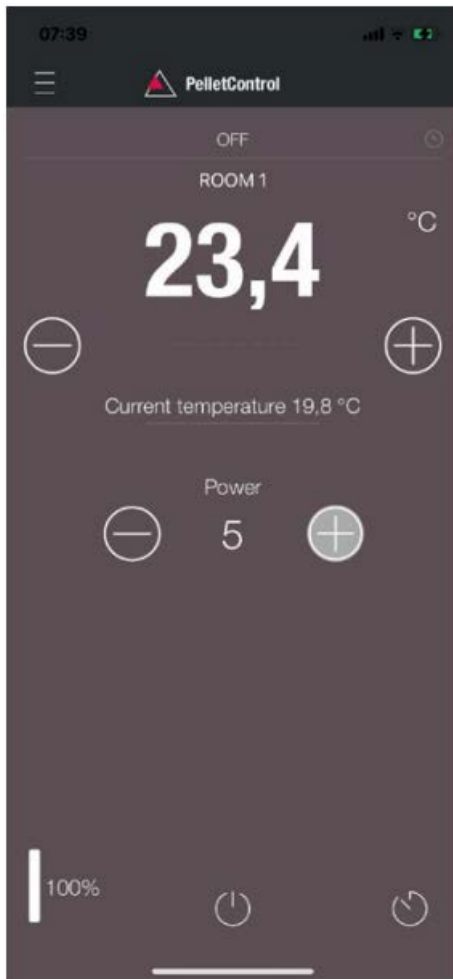 07:39
PelletControl
OFF
ROOM 1
°C
23,4
Current temperature 19,8 °C
Power
5
100%